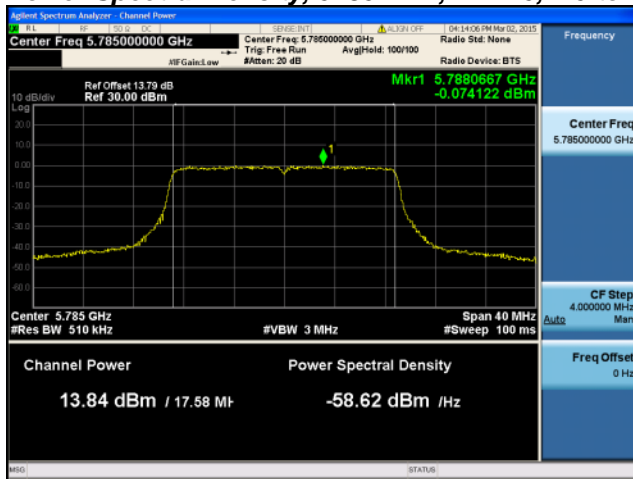 Agilent Spectrum Analyzer - Channel Power
RL RF 50 Ω DC SENSE:INT ALIGN OFF 04:14:06 PM Mar 02, 2015
Center Freq 5.785000000 GHz
Center Freq: 5.785000000 GHz
Radio Std: None
Trig: Free Run Avg|Hold: 100/100
#IFGain:Low #Atten: 20 dB Radio Device: BTS
Frequency
Mkr1 5.7880667 GHz
-0.074122 dBm
Ref Offset 13.79 dB
10 dB/div Ref 30.00 dBm
Log
20.0
10.0
0.00
-10.0
-20.0
-30.0
-40.0
-50.0
-60.0
1
Center 5.785 GHz Span 40 MHz
#Res BW 510 kHz #VBW 3 MHz #Sweep 100 ms
Center Freq
5.785000000 GHz
CF Step
4.000000 MHz
Auto Man
Freq Offset
0 Hz
Channel Power Power Spectral Density
13.84 dBm / 17.58 MH -58.62 dBm /Hz
MSG STATUS